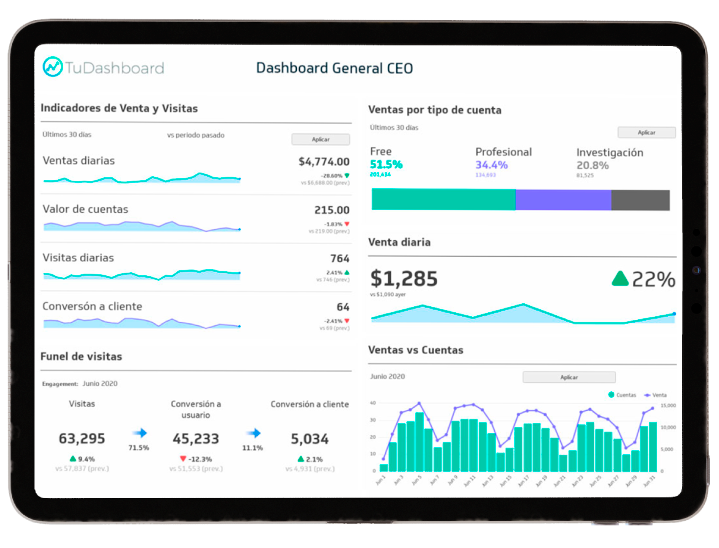 TuDashboard
Dashboard General CEO
Indicadores de Venta y Visitas
Últimos 30 días vs período pasado Aplicar
Ventas diarias $4,774.00
-28.60%
vs $6,688.00 (prev.)
Valor de cuentas 215.00
-1.83%
vs 219.00 (prev.)
Visitas diarias 764
2.41%
vs 746 (prev.)
Conversón a cliente 64
-2.41%
vs 69 (prev.)
Funel de visitas
Engagement: Junio 2020
Visitas
63,295
9.4%
vs 57,837 (prev.)
71.5%
Conversión a
usuario
45,233
-12.3%
vs 51,553 (prev.)
11.1%
Conversión a cliente
5,034
2.1%
vs 4,931 (prev.)
Ventas por tipo de cuenta
Últimos 30 días Aplicar
Free
51.5%
Profesional
34.4%
134,693
Investigación
20.8%
81,525
Venta diaria
$1,285
vs $1,090 ayer
22%
Ventas vs Cuentas
Junio 2020 Aplicar
Cuentas Venta
40
30
20
10
0
15,000
10,000
5,000
0
Jun 1 Jun 3 Jun 5 Jun 7 Jun 9 Jun 11 Jun 13 Jun 15 Jun 17 Jun 19 Jun 21 Jun 23 Jun 25 Jun 27 Jun 29 Jun 31